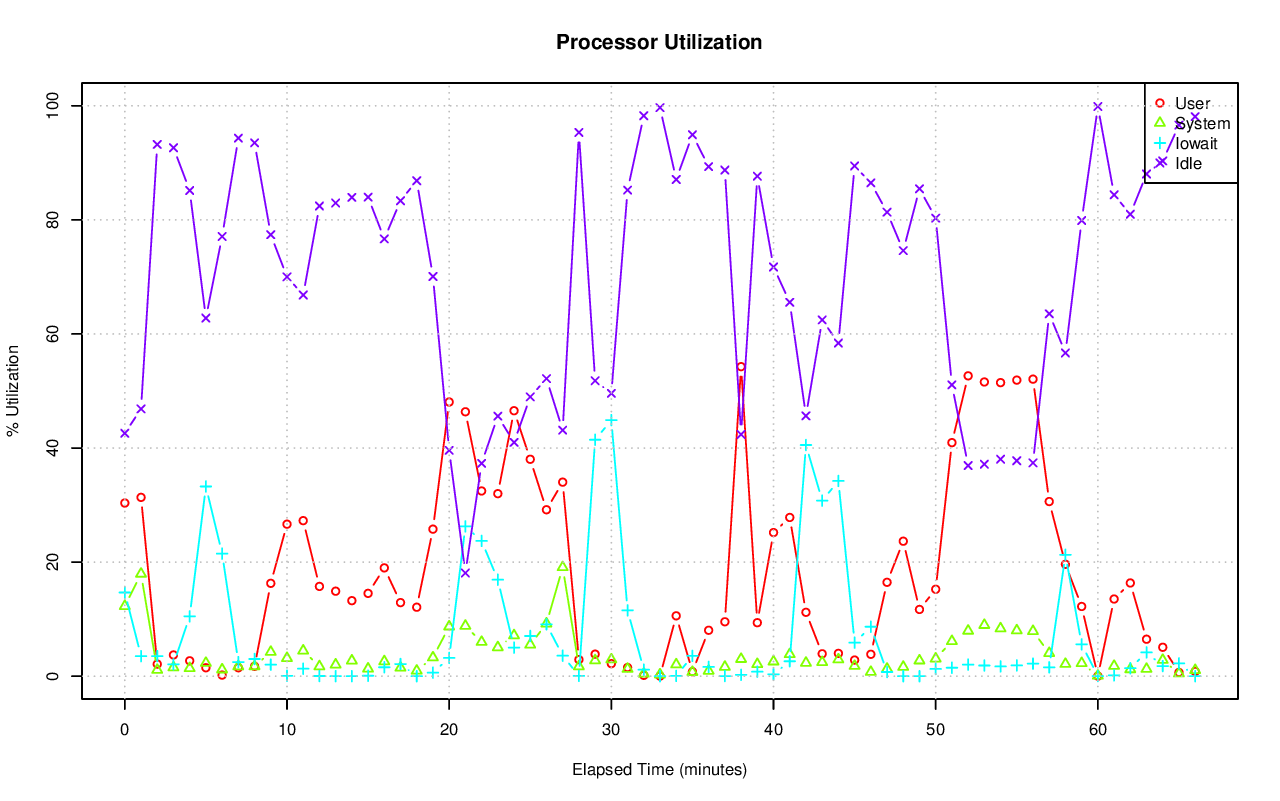 Processor Utilization
User
System
Iowait
Idle
% Utilization
100
80
60
40
20
0
0 10 20 30 40 50 60
Elapsed Time (minutes)